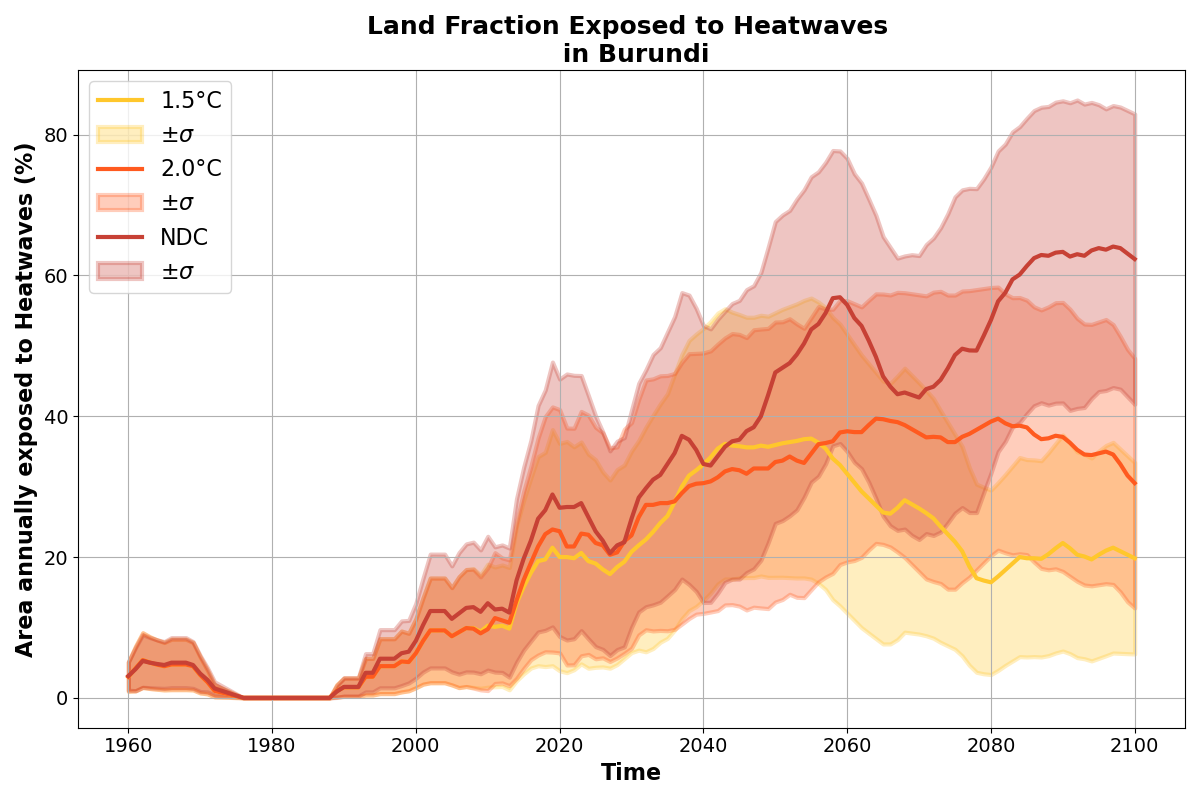 Land Fraction Exposed to Heatwaves
in Burundi
Area annually exposed to Heatwaves (%)
80
60
40
20
0
1.5°C
±σ
2.0°C
±σ
NDC
±σ
1960
1980
2000
2020
2040
2060
2080
2100
Time